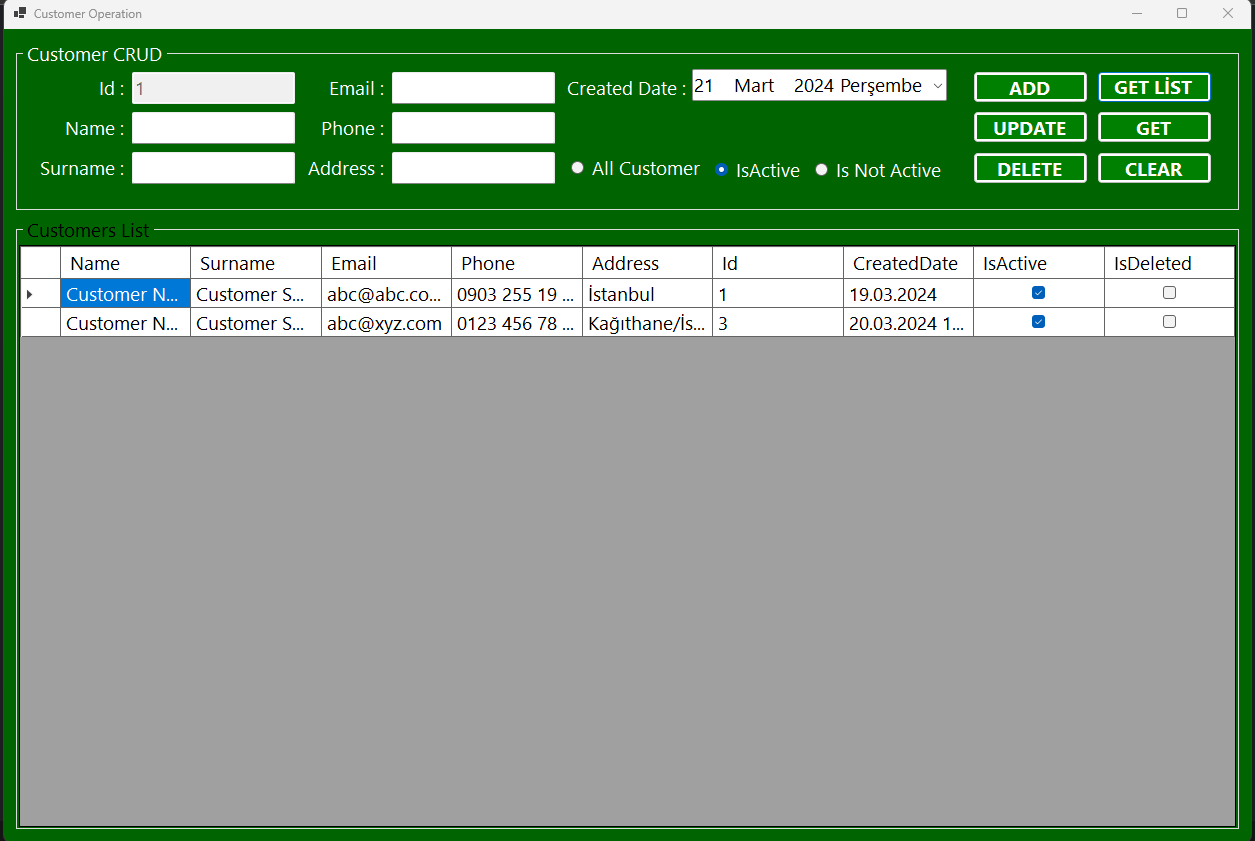 Customer Operation
Customer CRUD
Id : 1 Email : Created Date : 21 Mart 2024 Perşembe ADD GET LİST
Name : Phone : UPDATE GET
Surname : Address : All Customer IsActive Is Not Active DELETE CLEAR
Customers List
Name Surname Email Phone Address Id CreatedDate IsActive IsDeleted
Customer N... Customer S... abc@abc.co... 0903 255 19 ... İstanbul 1 19.03.2024
Customer N... Customer S... abc@xyz.com 0123 456 78 ... Kağıthane/İs... 3 20.03.2024 1...